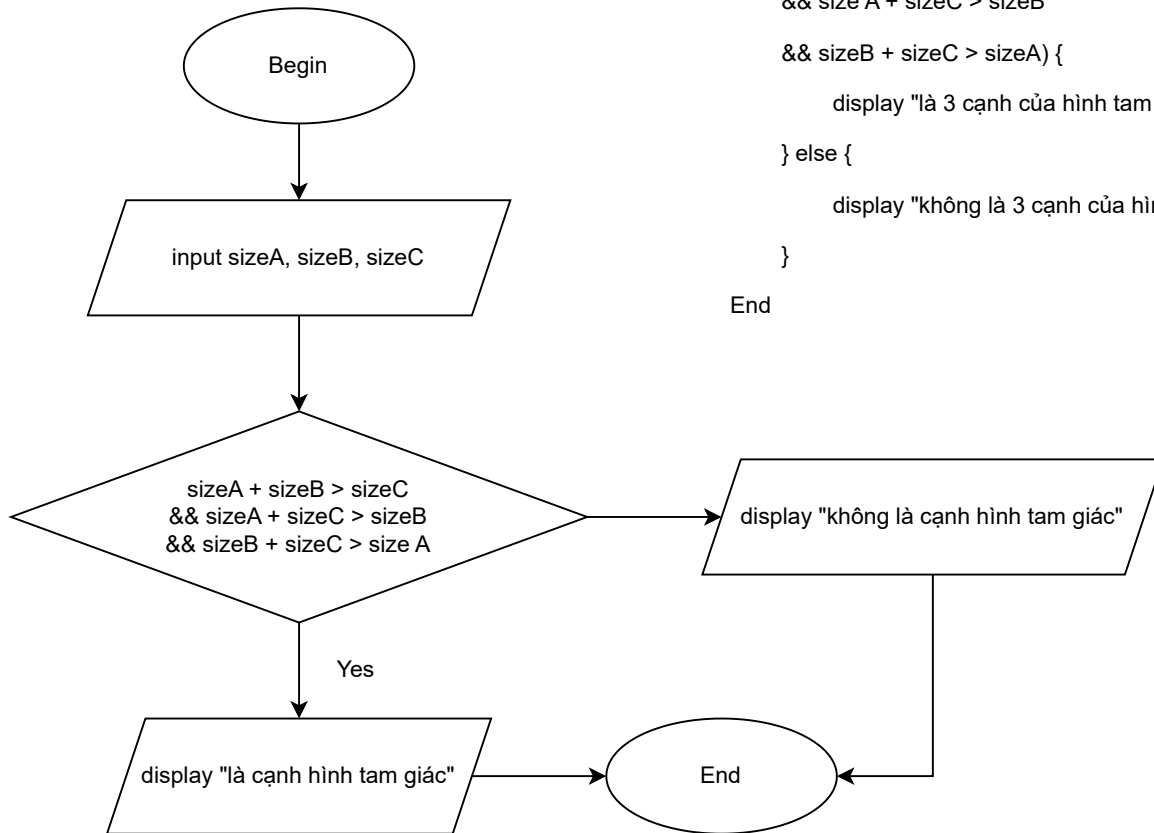 Begin
input sizeA, sizeB, sizeC
sizeA + sizeB > sizeC
&& sizeA + sizeC > sizeB
&& sizeB + sizeC > size A
Yes
display "là cạnh hình tam giác"
display "không là cạnh hình tam giác"
End
&& size A + sizeC > sizeB
&& sizeB + sizeC > sizeA) {
display "là 3 cạnh của hình tam
} else {
display "không là 3 cạnh của
}
End